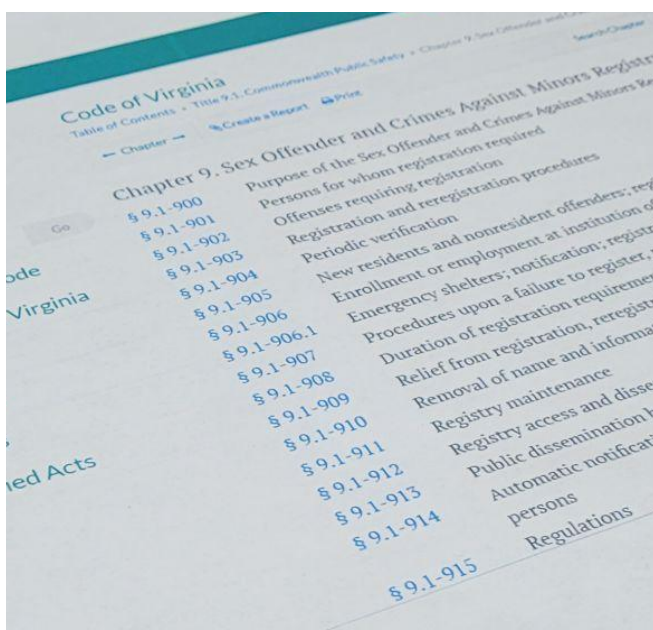 Code of Virginia
Table of Contents » Title 9.1. Commonwealth Public Safety » Chapter 9. Sex Offender and
Search Chapter
← Chapter → Create a Report Print
Chapter 9. Sex Offender and Crimes Against Minors Registr
§ 9.1-900 Purpose of the Sex Offender and Crimes Against Minors Re
§ 9.1-901 Persons for whom registration required
§ 9.1-902 Offenses requiring registration
§ 9.1-903 Registration and reregistration procedures
§ 9.1-904 Periodic verification
§ 9.1-905 New residents and nonresident offenders; reg
§ 9.1-906 Enrollment or employment at institution of
§ 9.1-906.1 Emergency shelters; notification; registr
§ 9.1-907 Procedures upon a failure to register,
§ 9.1-908 Duration of registration requiremen
§ 9.1-909 Relief from registration, reregistr
§ 9.1-910 Removal of name and informa
§ 9.1-911 Registry maintenance
§ 9.1-912 Registry access and disse
§ 9.1-913 Public dissemination b
§ 9.1-914 Automatic notificati
persons
§ 9.1-915 Regulations
Go
ode
Virginia
ned Acts